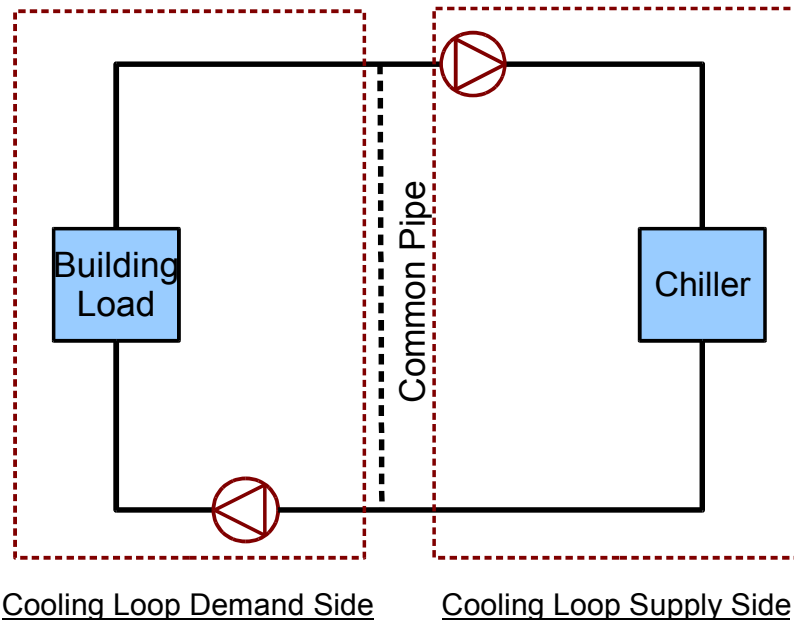 Building
Load
Common Pipe
Chiller
Cooling Loop Demand Side
Cooling Loop Supply Side